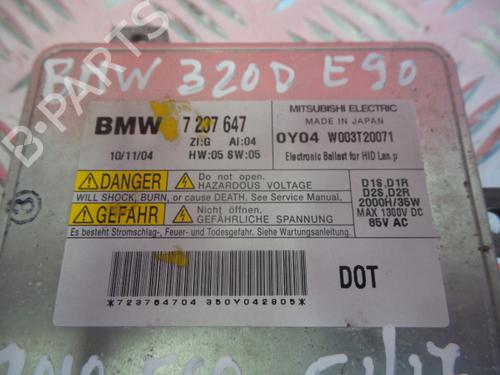 B-PARTS
BMW 320D E90
BMW 7 237 647
MITSUBISHI ELECTRIC
MADE IN JAPAN
ZI:G AI:04
0Y04 W003T20071
10/11/04 HW:05 SW:05
Electronic Ballast for HID Lamp
DANGER
Do not open.
HAZARDOUS VOLTAGE
WILL SHOCK, BURN, or cause DEATH. See Service Manual.
GEFAHR
Nicht öffnen.
GEFÄHRLICHE SPANNUNG
Es besteht Stromschlag-, Feuer- und Todesgefahr. Siehe Wartungsanleitung.
D1S,D1R
D2S,D2R
2000H/35W
MAX 1300V DC
85V AC
DOT
*723764704 350Y042805*
2010 E90